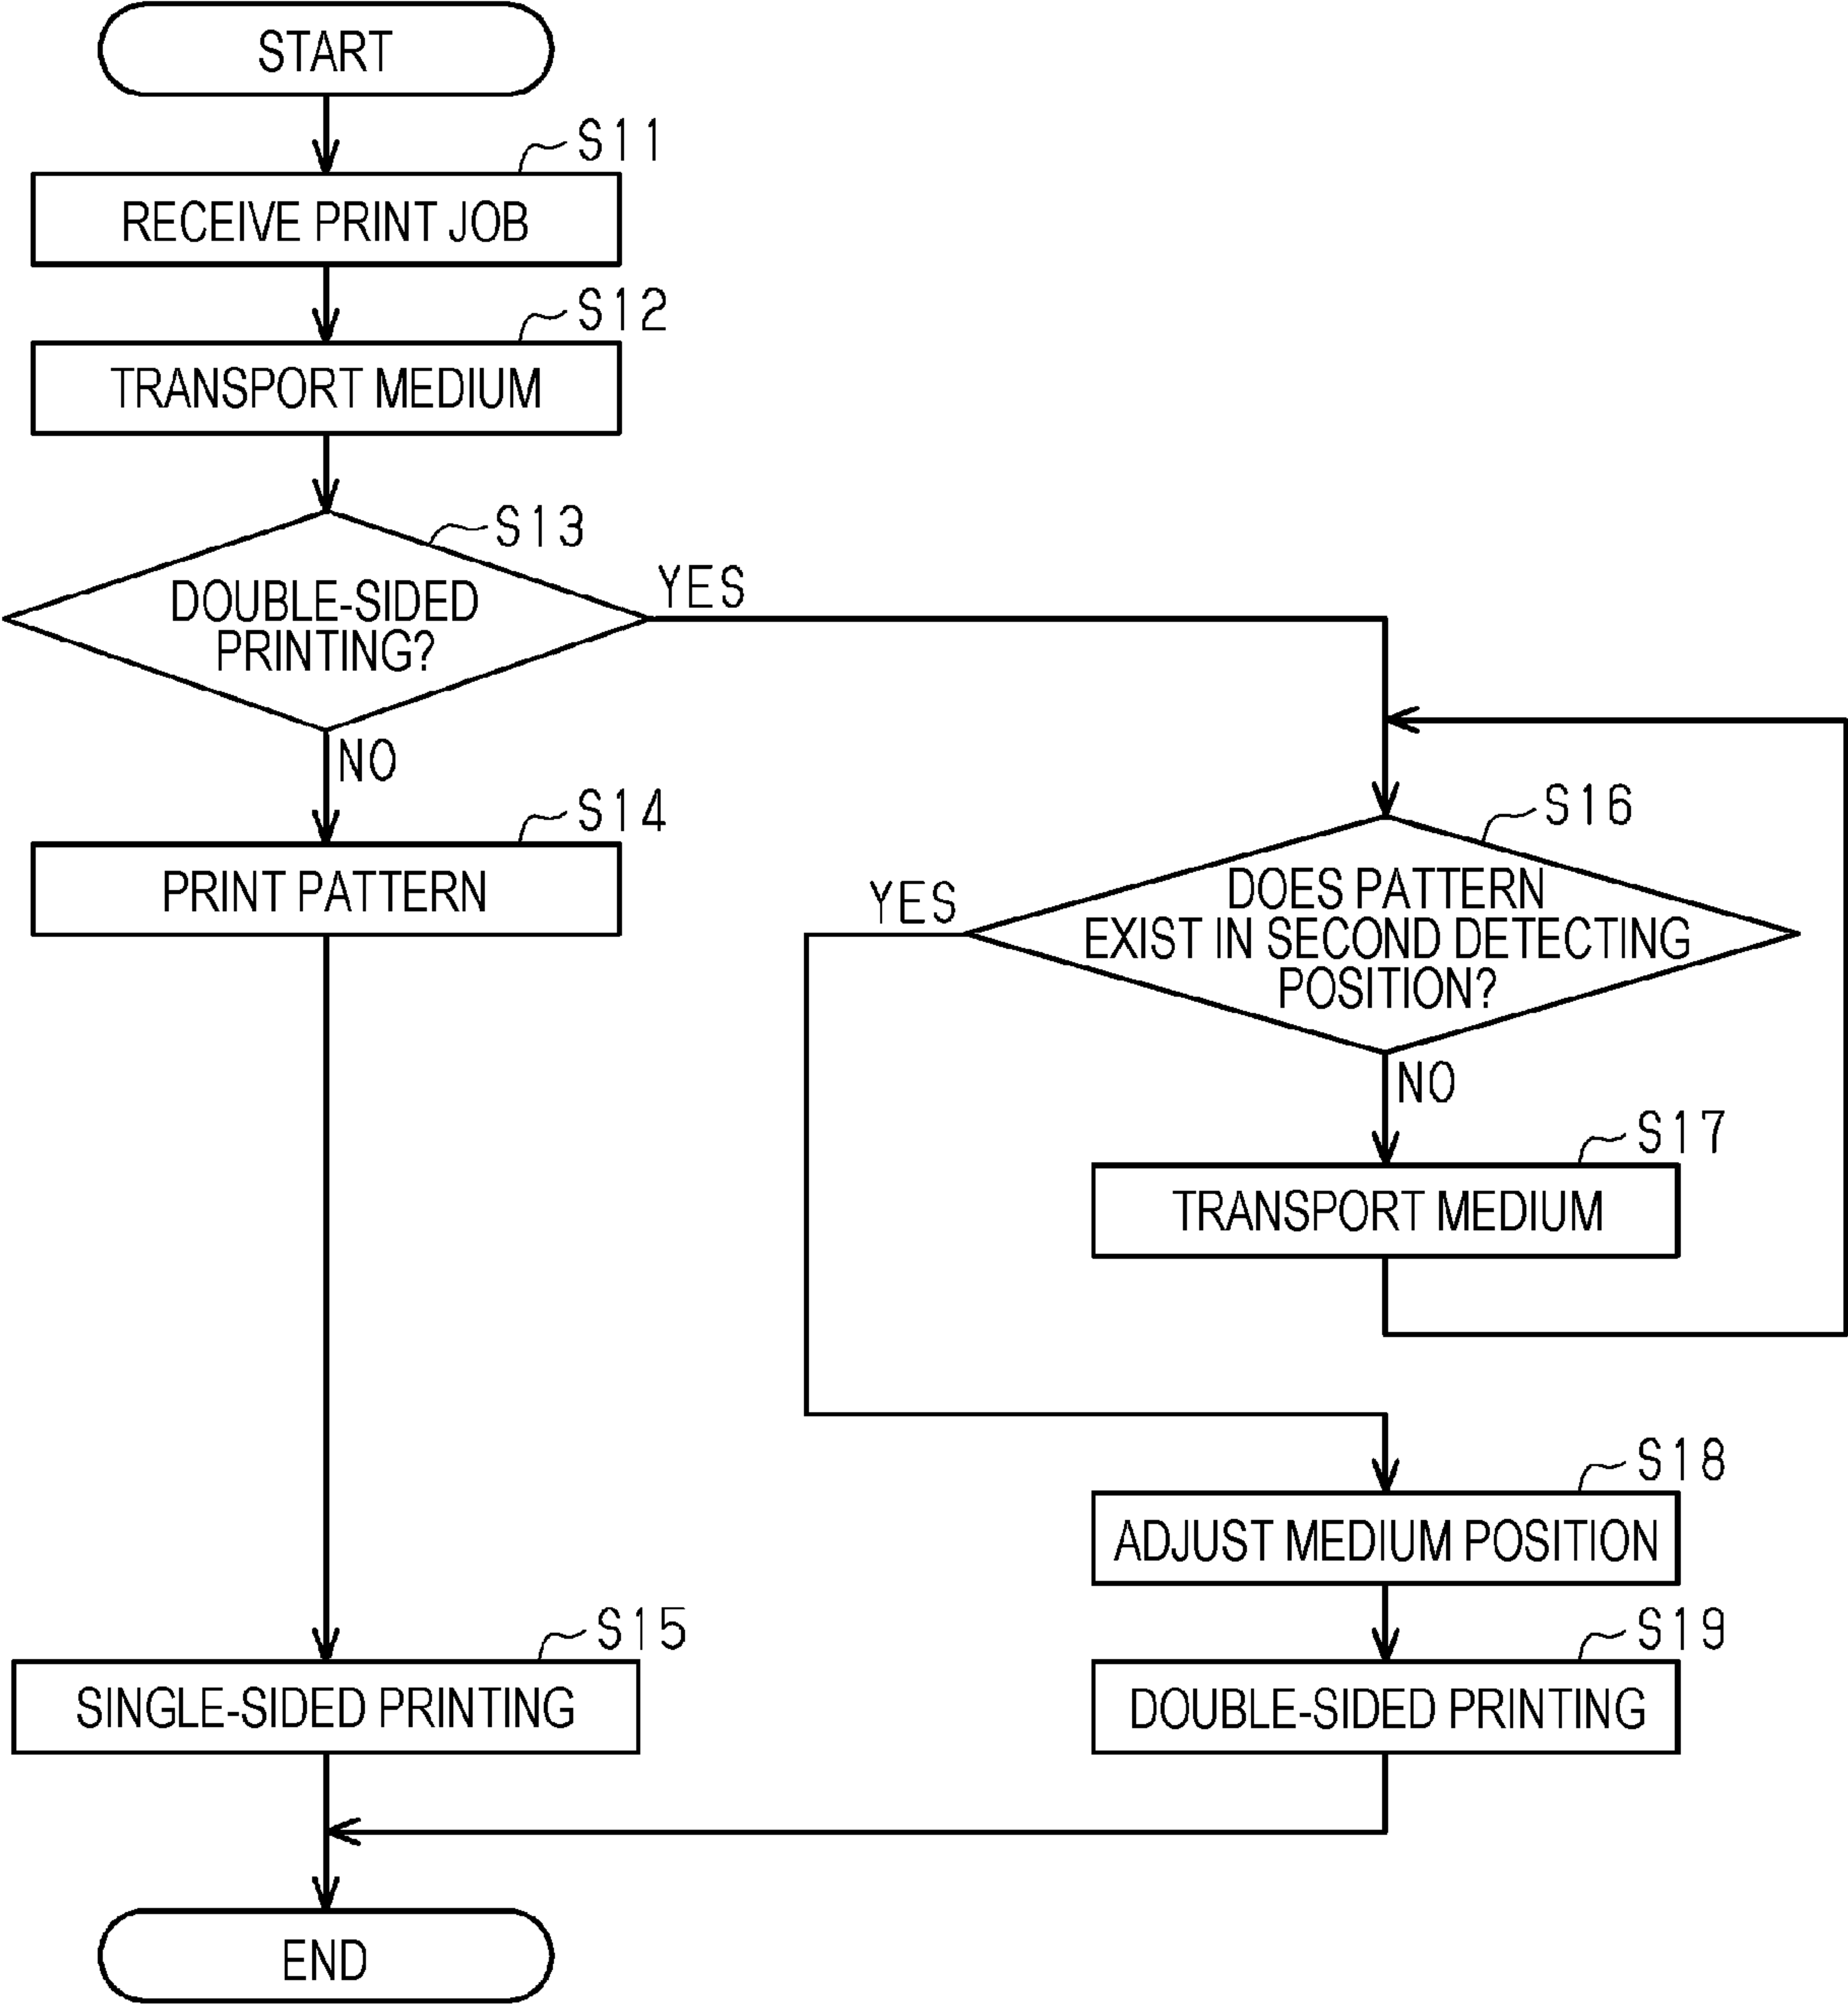 START
S11
RECEIVE PRINT JOB
S12
TRANSPORT MEDIUM
S13
DOUBLE-SIDED
PRINTING?
YES
NO
S14
PRINT PATTERN
S16
DOES PATTERN
EXIST IN SECOND DETECTING
POSITION?
YES
NO
S17
TRANSPORT MEDIUM
S18
ADJUST MEDIUM POSITION
S15
SINGLE-SIDED PRINTING
S19
DOUBLE-SIDED PRINTING
END